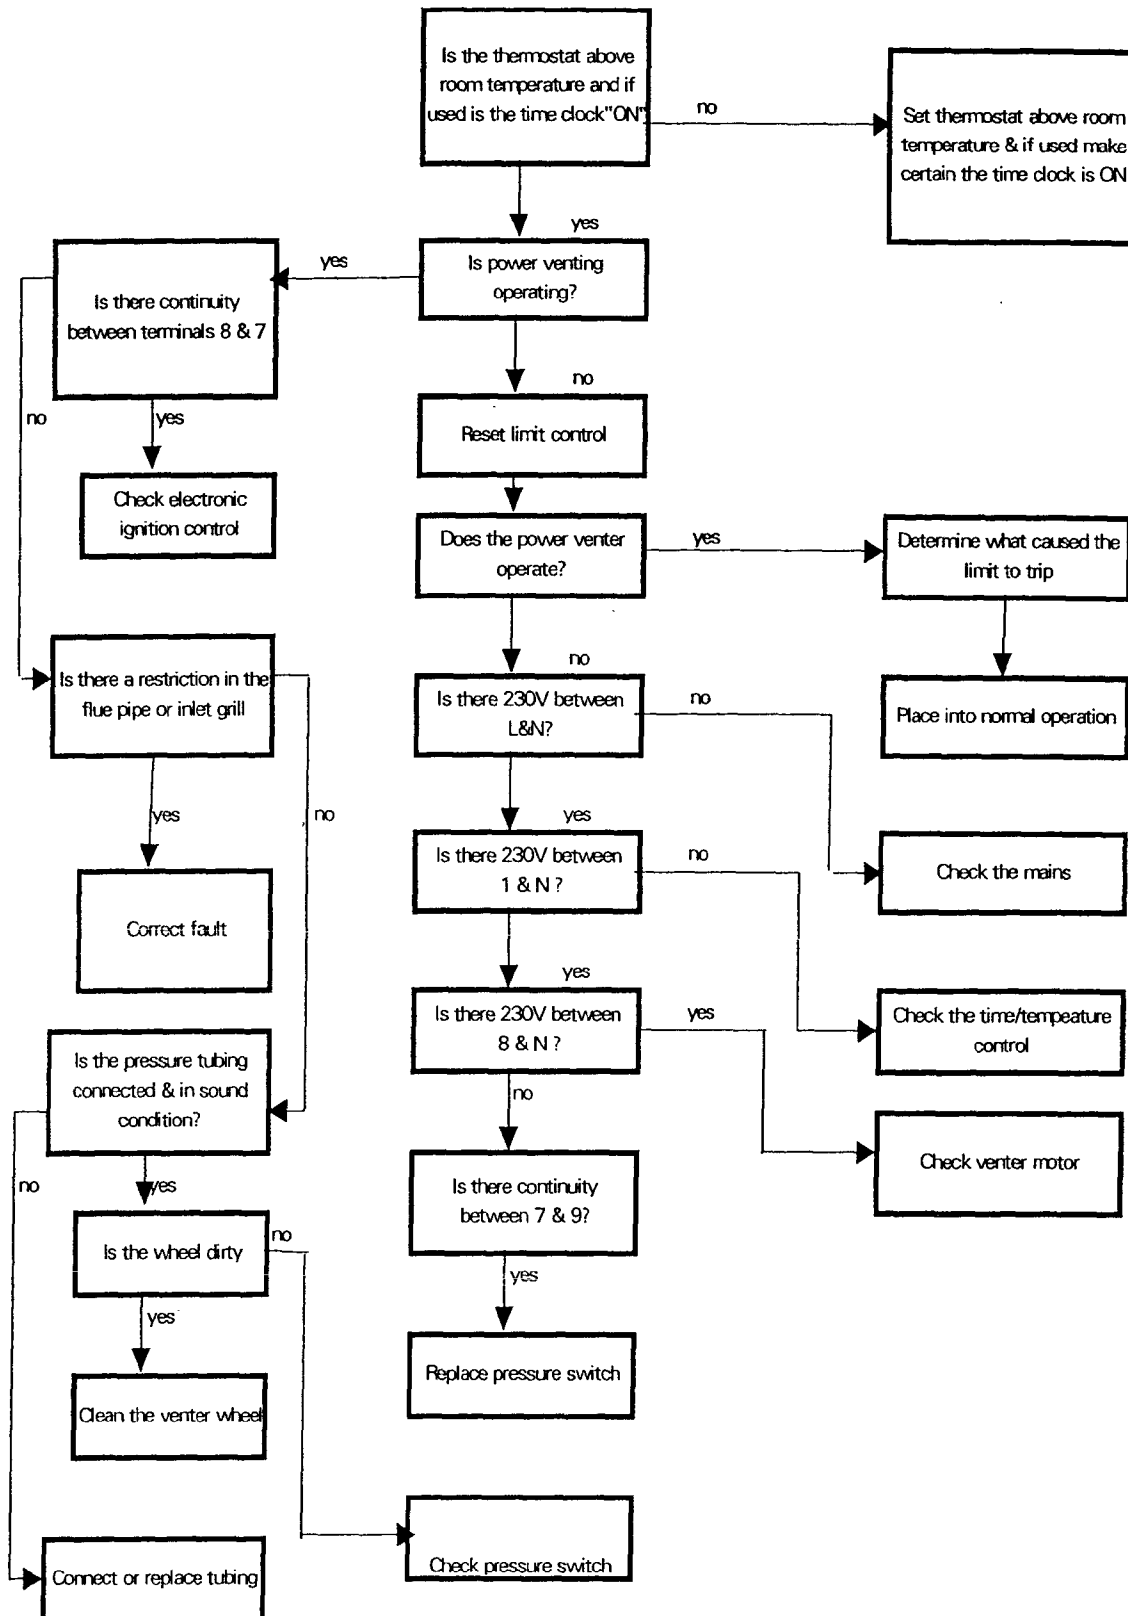 Is the thermostat above
room temperature and if
used is the time clock"ON"
no
Set thermostat above room
temperature & if used make
certain the time clock is ON
yes
Is power venting
operating?
yes
Is there continuity
between terminals 8 & 7
no
yes
no
Reset limit control
Check electronic
ignition control
Does the power venter
operate?
yes
Determine what caused the
limit to trip
no
Is there a restriction in the
flue pipe or inlet grill
Is there 230V between
L&N?
no
Place into normal operation
yes
no
yes
Is there 230V between
1 & N ?
no
Check the mains
Correct fault
yes
Is there 230V between
8 & N ?
yes
Check the time/tempeature
control
Is the pressure tubing
connected & in sound
condition?
no
Check venter motor
no
yes
Is there continuity
between 7 & 9?
Is the wheel dirty
no
yes
yes
Replace pressure switch
Clean the venter wheel
Check pressure switch
Connect or replace tubing